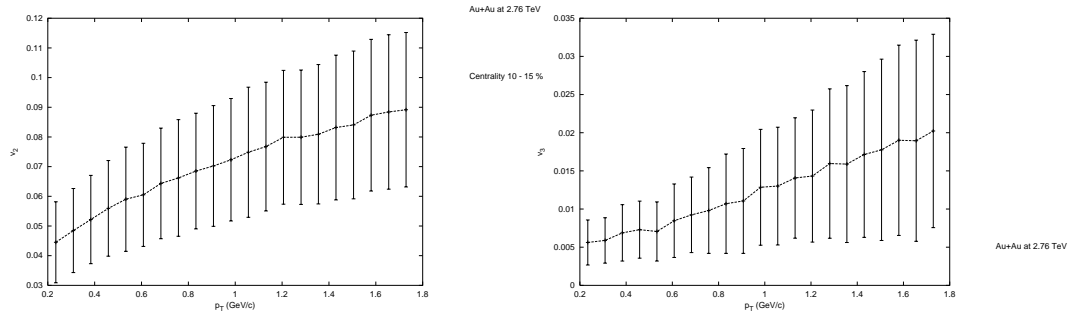 Au+Au at 2.76 TeV
Centrality 10 - 15 %
0.12
0.11
0.1
0.09
0.08
0.07
0.06
0.05
0.04
0.03
v2
0.2 0.4 0.6 0.8 1 1.2 1.4 1.6 1.8
pT (GeV/c)
0.035
0.03
0.025
0.02
0.015
0.01
0.005
0
v3
0.2 0.4 0.6 0.8 1 1.2 1.4 1.6 1.8
pT (GeV/c)
Au+Au at 2.76 TeV